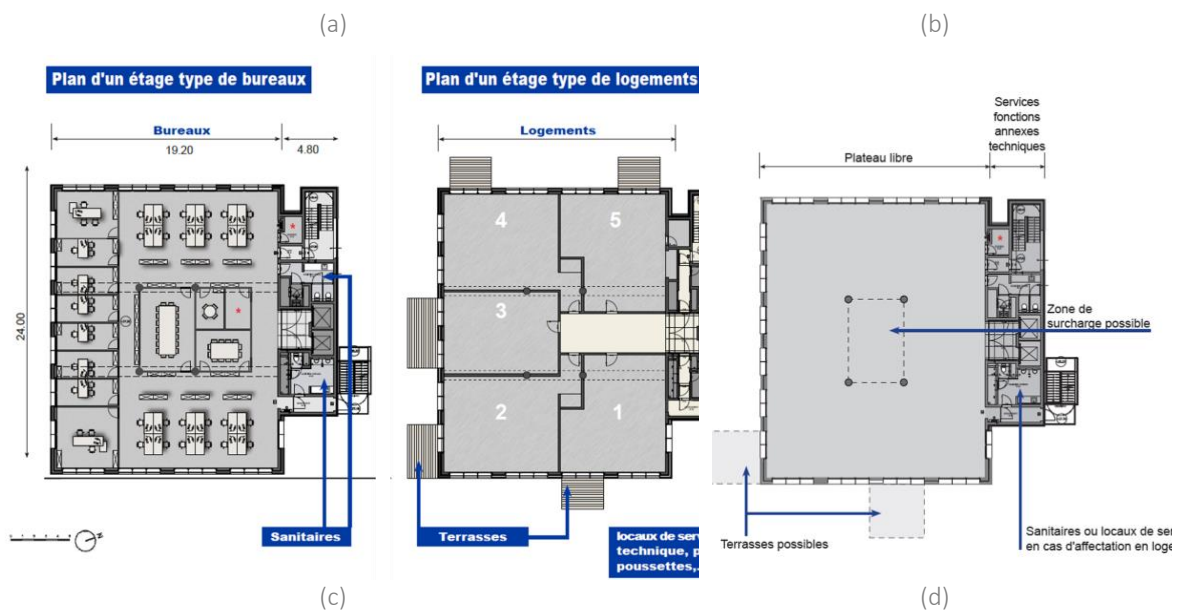 (a)
(b)
Plan d'un étage type de bureaux
Plan d'un étage type de logements
Bureaux
19.20
4.80
24.00
Sanitaires
Logements
4
5
3
2
1
Terrasses
locaux de serv
technique, p
poussettes,.
Services
fonctions
annexes
techniques
Plateau libre
Zone de
surcharge possible
Terrasses possibles
Sanitaires ou locaux de ser
en cas d'affectation en loge
(c)
(d)